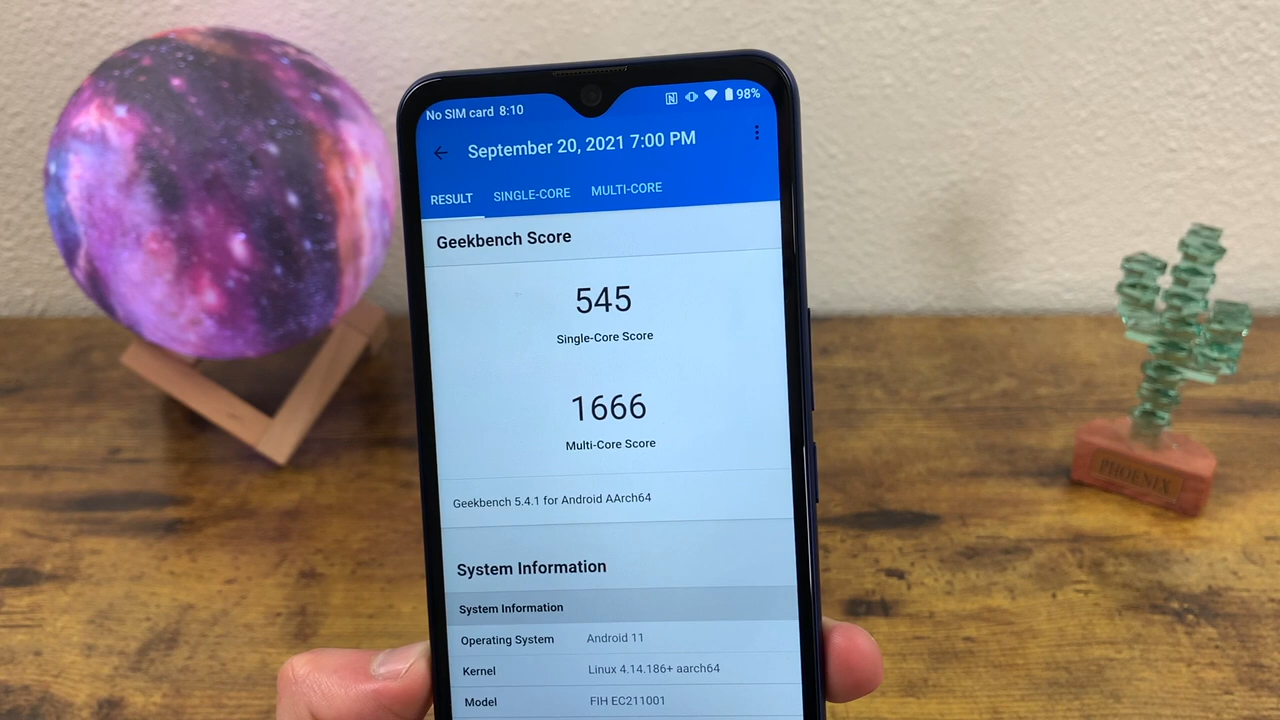 No SIM card 8:10 98%
September 20, 2021 7:00 PM
RESULT SINGLE-CORE MULTI-CORE
Geekbench Score
545
Single-Core Score
1666
Multi-Core Score
Geekbench 5.4.1 for Android AArch64
System Information
System Information
Operating System Android 11
Kernel Linux 4.14.186+ aarch64
Model FIH EC211001
PHOENIX